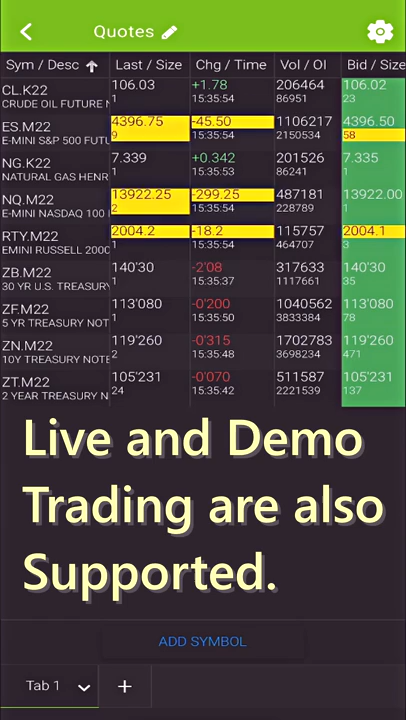 Quotes
Sym / Desc Last / Size Chg / Time Vol / OI Bid / Size
CL.K22 106.03 +1.78 206464 106.02
CRUDE OIL FUTURE 1 15:35:54 86951 23
ES.M22 4396.75 -45.50 1106217 4396.50
E-MINI S&P 500 FUTU 9 15:35:54 2150534 58
NG.K22 7.339 +0.342 201526 7.335
NATURAL GAS HENR 1 15:35:53 86241 1
NQ.M22 13922.25 -299.25 487181 13922.00
E-MINI NASDAQ 100 2 15:35:54 228789 1
RTY.M22 2004.2 -18.2 115757 2004.1
EMINI RUSSELL 2000 1 15:35:54 464707 3
ZB.M22 140'30 -2'08 317633 140'30
30 YR U.S. TREASURY 1 15:35:37 1117661 35
ZF.M22 113'080 -0'200 1040562 113'080
5 YR TREASURY NOT 1 15:35:50 3833384 78
ZN.M22 119'260 -0'315 1702783 119'260
10Y TREASURY NOTE 2 15:35:48 3698234 471
ZT.M22 105'231 -0'070 511587 105'231
2 YEAR TREASURY N 24 15:35:42 2221539 137
Live and Demo
Trading are also
Supported.
ADD SYMBOL
Tab 1 +